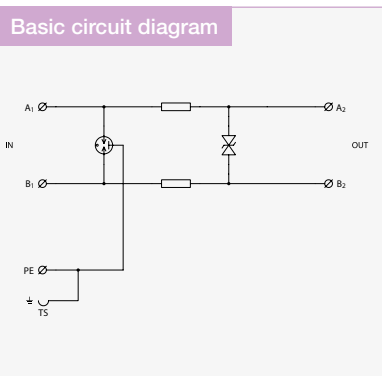 Basic circuit diagram
A1 A2
IN OUT
B1 B2
PE
TS